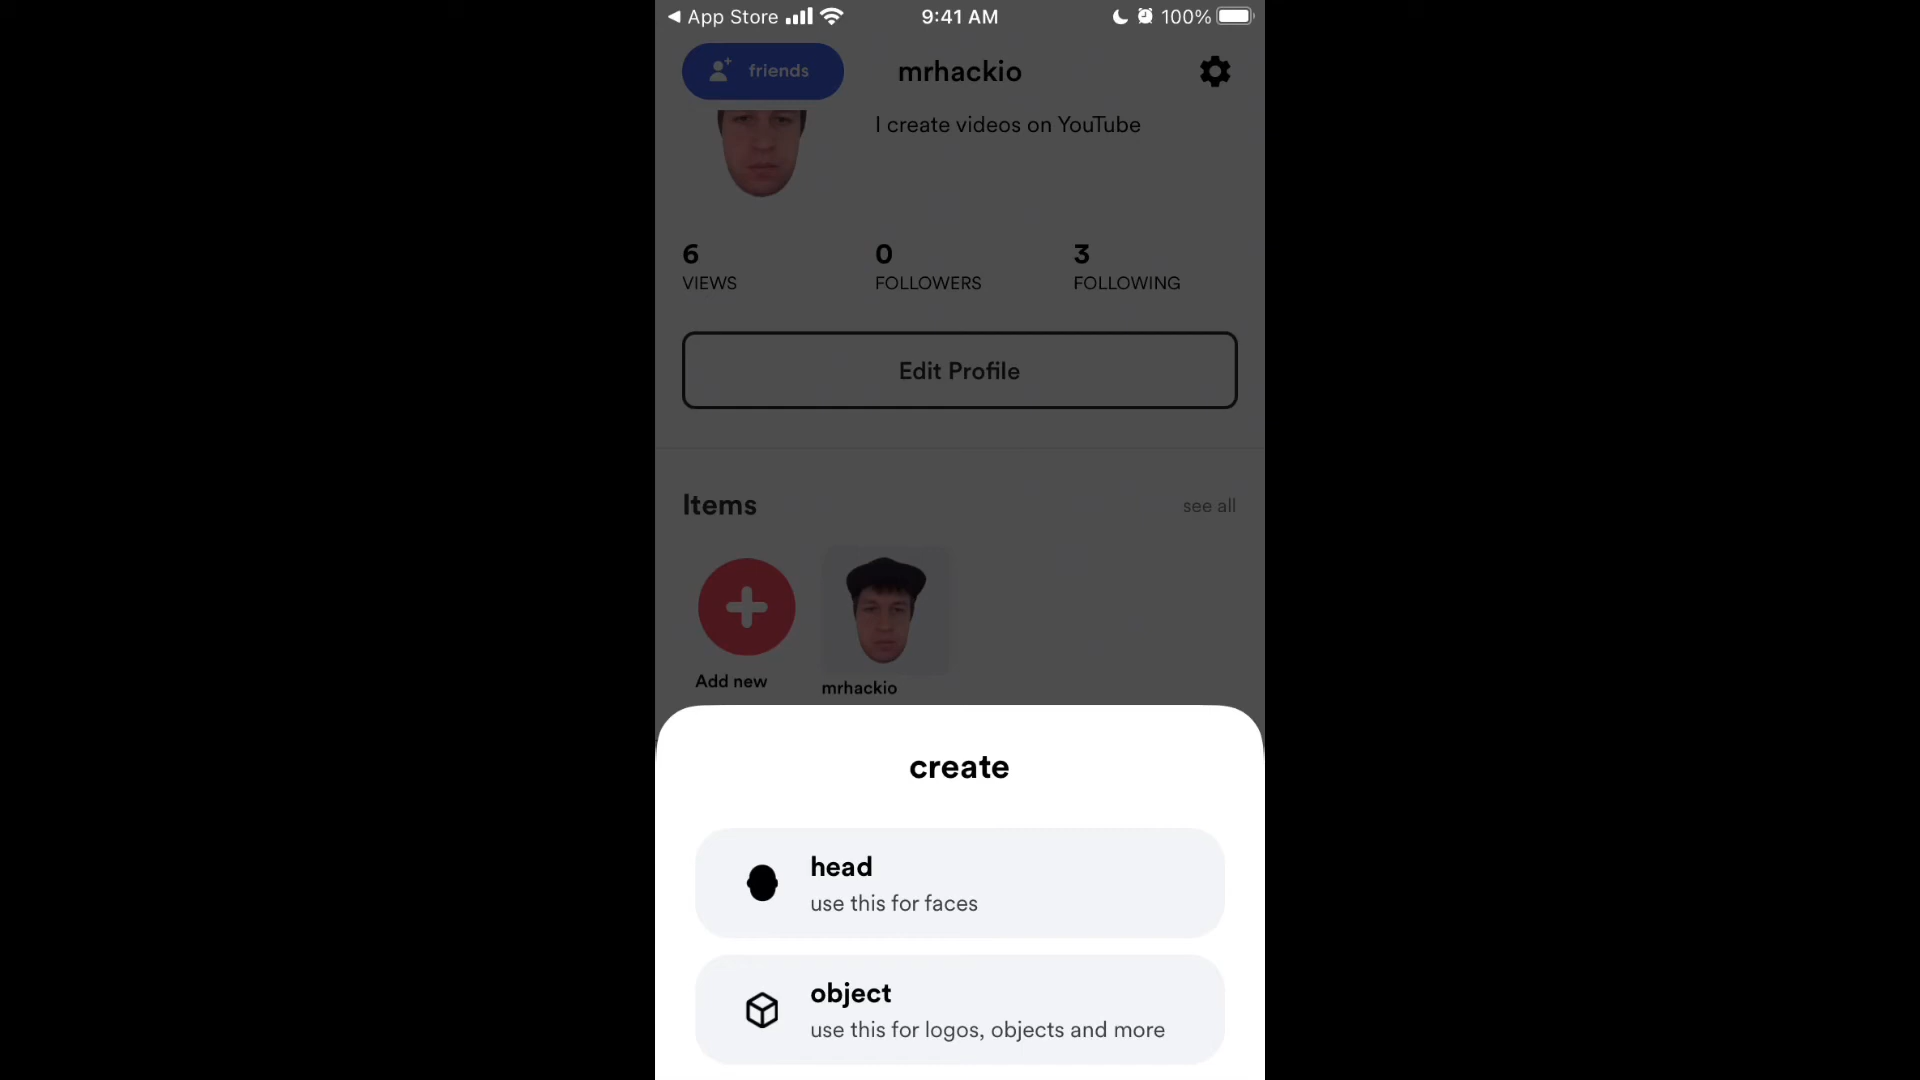 App Store
9:41 AM
100%
friends
mrhackio
I create videos on YouTube
6
0
3
VIEWS
FOLLOWERS
FOLLOWING
Edit Profile
Items
see all
Add new
mrhackio
create
head
use this for faces
object
use this for logos, objects and more